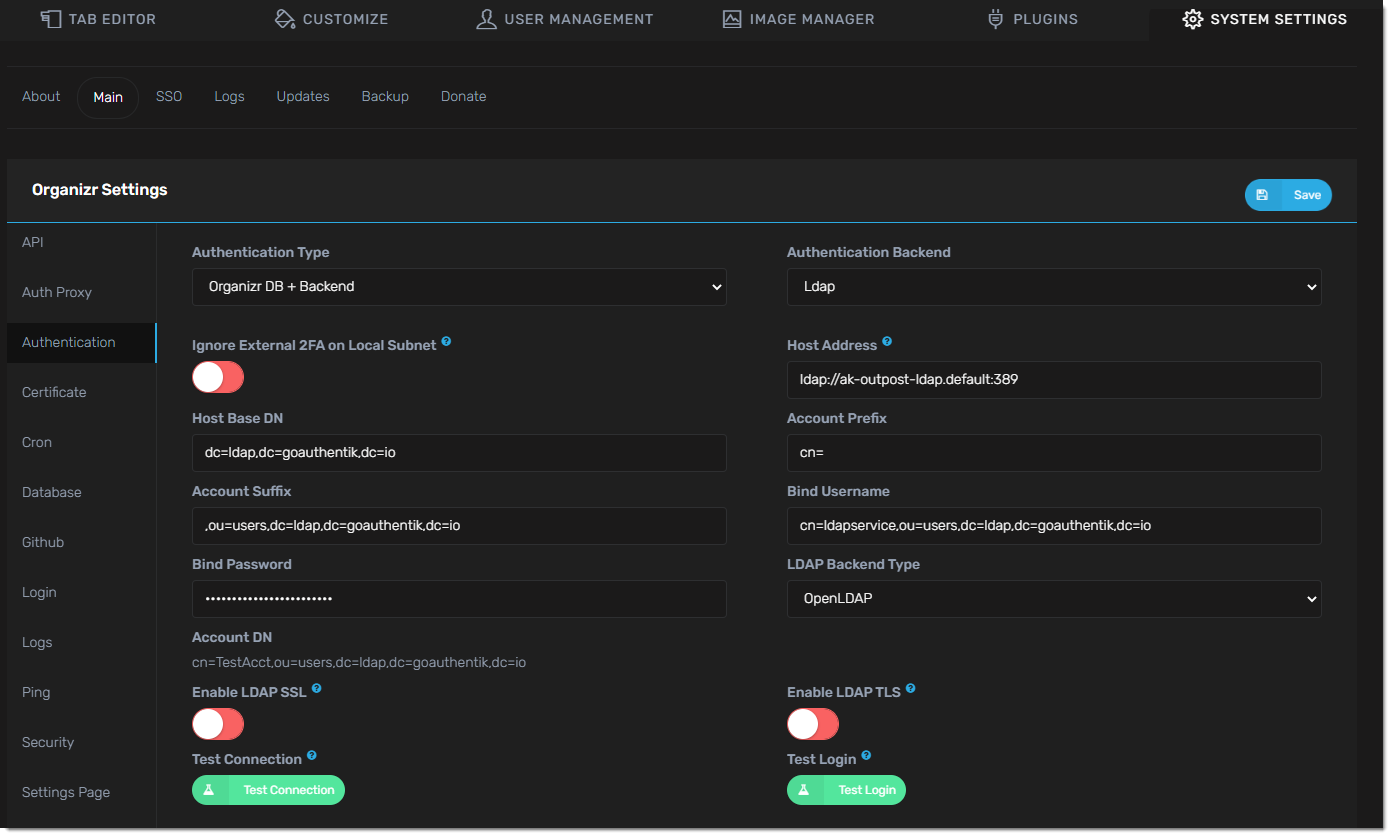 TAB EDITOR CUSTOMIZE USER MANAGEMENT IMAGE MANAGER PLUGINS SYSTEM SETTINGS
About Main SSO Logs Updates Backup Donate
Organizr Settings
Save
API
Auth Proxy
Authentication
Certificate
Cron
Database
Github
Login
Logs
Ping
Security
Settings Page
Authentication Type
Organizr DB + Backend
Authentication Backend
Ldap
Ignore External 2FA on Local Subnet ?
Host Address ?
ldap://ak-outpost-ldap.default:389
Host Base DN
dc=ldap,dc=goauthentik,dc=io
Account Prefix
cn=
Account Suffix
,ou=users,dc=ldap,dc=goauthentik,dc=io
Bind Username
cn=ldapservice,ou=users,dc=ldap,dc=goauthentik,dc=io
Bind Password
••••••••••••••••••••••••
LDAP Backend Type
OpenLDAP
Account DN
cn=TestAcct,ou=users,dc=ldap,dc=goauthentik,dc=io
Enable LDAP SSL ?
Enable LDAP TLS ?
Test Connection ?
Test Connection
Test Login ?
Test Login